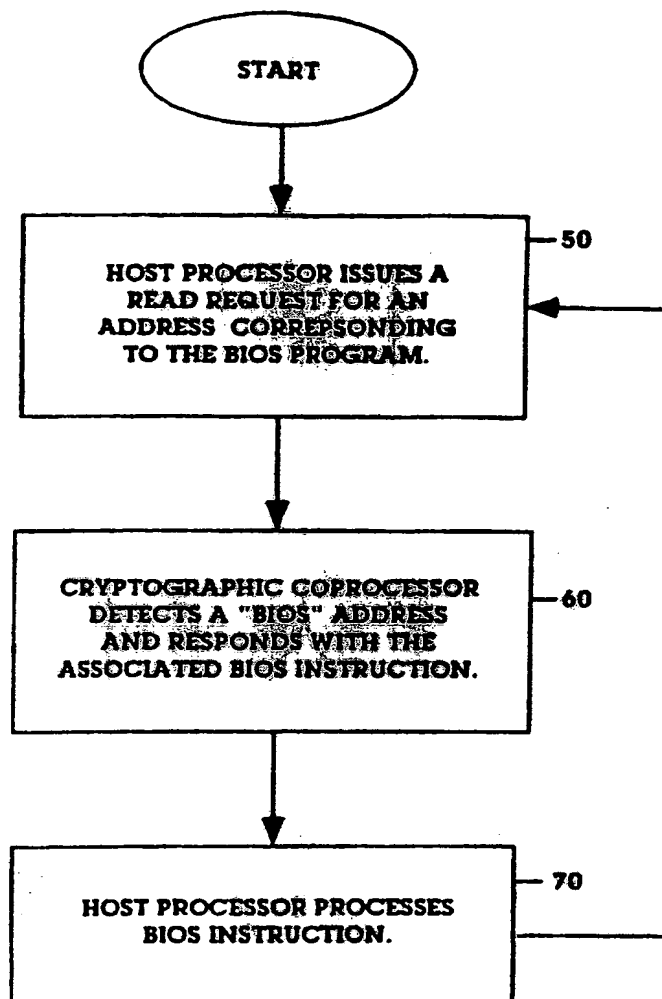 START
50
HOST PROCESSOR ISSUES A
READ REQUEST FOR AN
ADDRESS CORREPSONDING
TO THE BIOS PROGRAM.
60
CRYPTOGRAPHIC COPROCESSOR
DETECTS A "BIOS" ADDRESS
AND RESPONDS WITH THE
ASSOCIATED BIOS INSTRUCTION.
70
HOST PROCESSOR PROCESSES
BIOS INSTRUCTION.